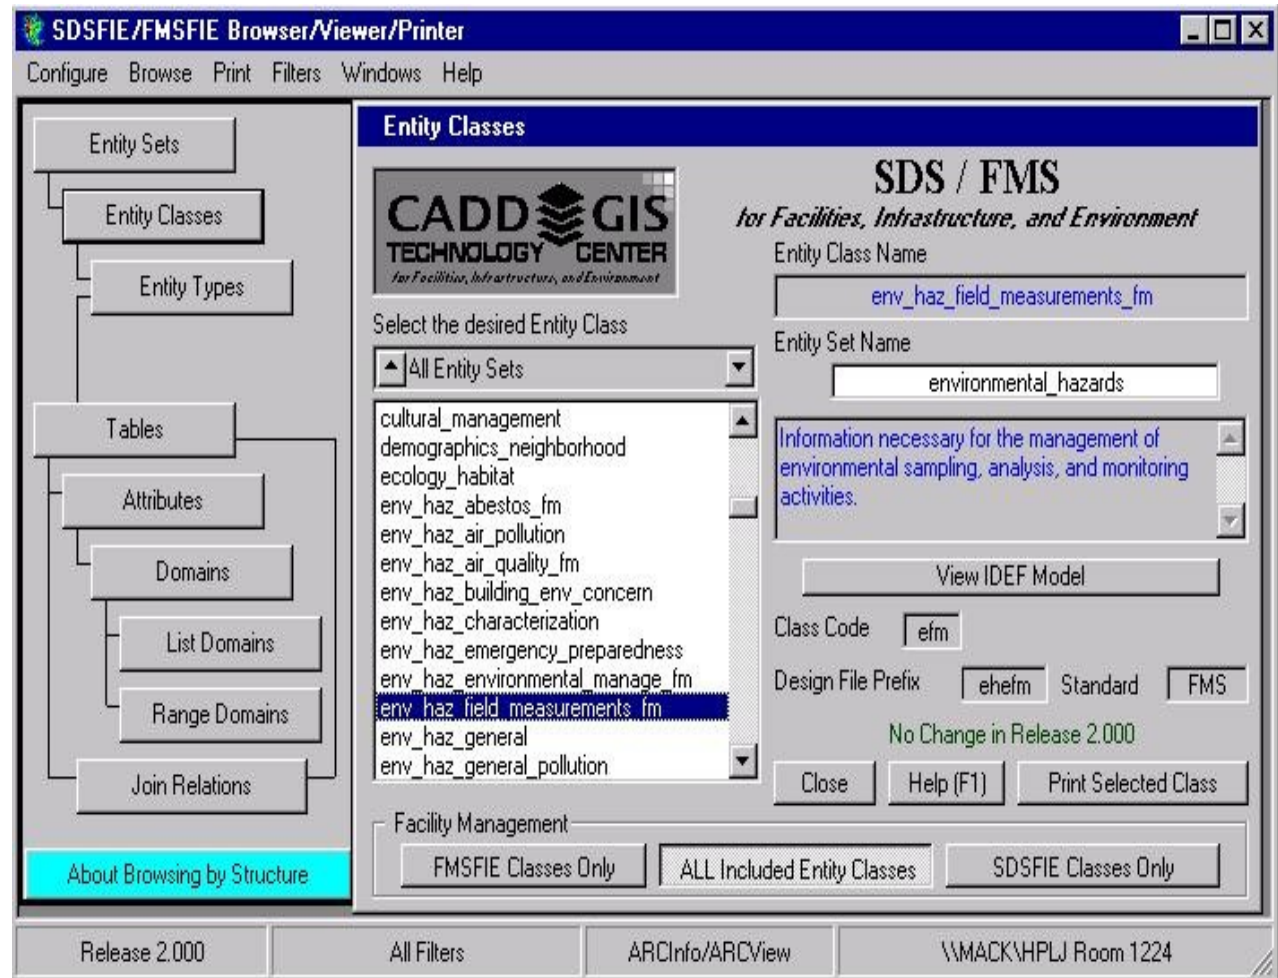 SDSFIE/FMSFIE Browser/Viewer/Printer
Configure Browse Print Filters Windows Help
Entity Sets
Entity Classes
Entity Types
Tables
Attributes
Domains
List Domains
Range Domains
Join Relations
About Browsing by Structure
Entity Classes
CADD GIS
TECHNOLOGY CENTER
for Facilities, Infrastructure, and Environment
SDS / FMS
for Facilities, Infrastructure, and Environment
Select the desired Entity Class
All Entity Sets
cultural_management
demographics_neighborhood
ecology_habitat
env_haz_abestos_fm
env_haz_air_pollution
env_haz_air_quality_fm
env_haz_building_env_concern
env_haz_characterization
env_haz_emergency_preparedness
env_haz_environmental_manage_fm
env_haz_field_measurements_fm
env_haz_general
env_haz_general_pollution
Entity Class Name
env_haz_field_measurements_fm
Entity Set Name
environmental_hazards
Information necessary for the management of
environmental sampling, analysis, and monitoring
activities.
View IDEF Model
Class Code efm
Design File Prefix ehefm Standard FMS
No Change in Release 2.000
Close Help (F1) Print Selected Class
Facility Management
FMSFIE Classes Only ALL Included Entity Classes SDSFIE Classes Only
Release 2.000 All Filters ARCInfo/ARCView \\MACK\HPLJ Room 1224